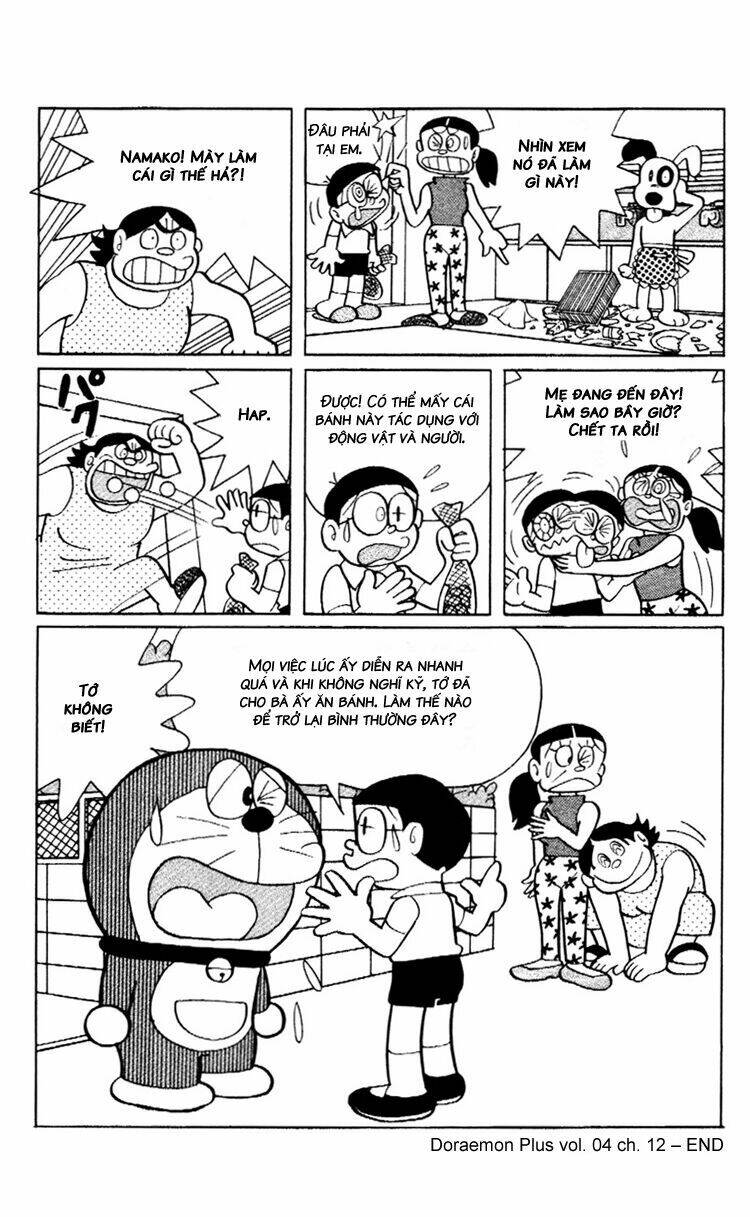 NHÌN XEM
NÓ ĐÃ LÀM
GÌ NÀY!
ĐÂU PHẢI
TẠI EM.
NAMAKO! MÀY LÀM
CÁI GÌ THẾ HẢ?!
MẸ ĐANG ĐẾN ĐÂY!
LÀM SAO BÂY GIỜ?
CHẾT TA RỒI!
ĐƯỢC! CÓ THỂ MẤY CÁI
BÁNH NÀY TÁC DỤNG VỚI
ĐỘNG VẬT VÀ NGƯỜI.
HAP.
パク
MỌI VIỆC LÚC ẤY DIỄN RA NHANH
QUÁ VÀ KHI KHÔNG NGHĨ KỸ, TỚ ĐÃ
CHO BÀ ẤY ĂN BÁNH. LÀM THẾ NÀO
ĐỂ TRỞ LẠI BÌNH THƯỜNG ĐÂY?
TỚ
KHÔNG
BIẾT!
Doraemon Plus vol. 04 ch. 12 – END